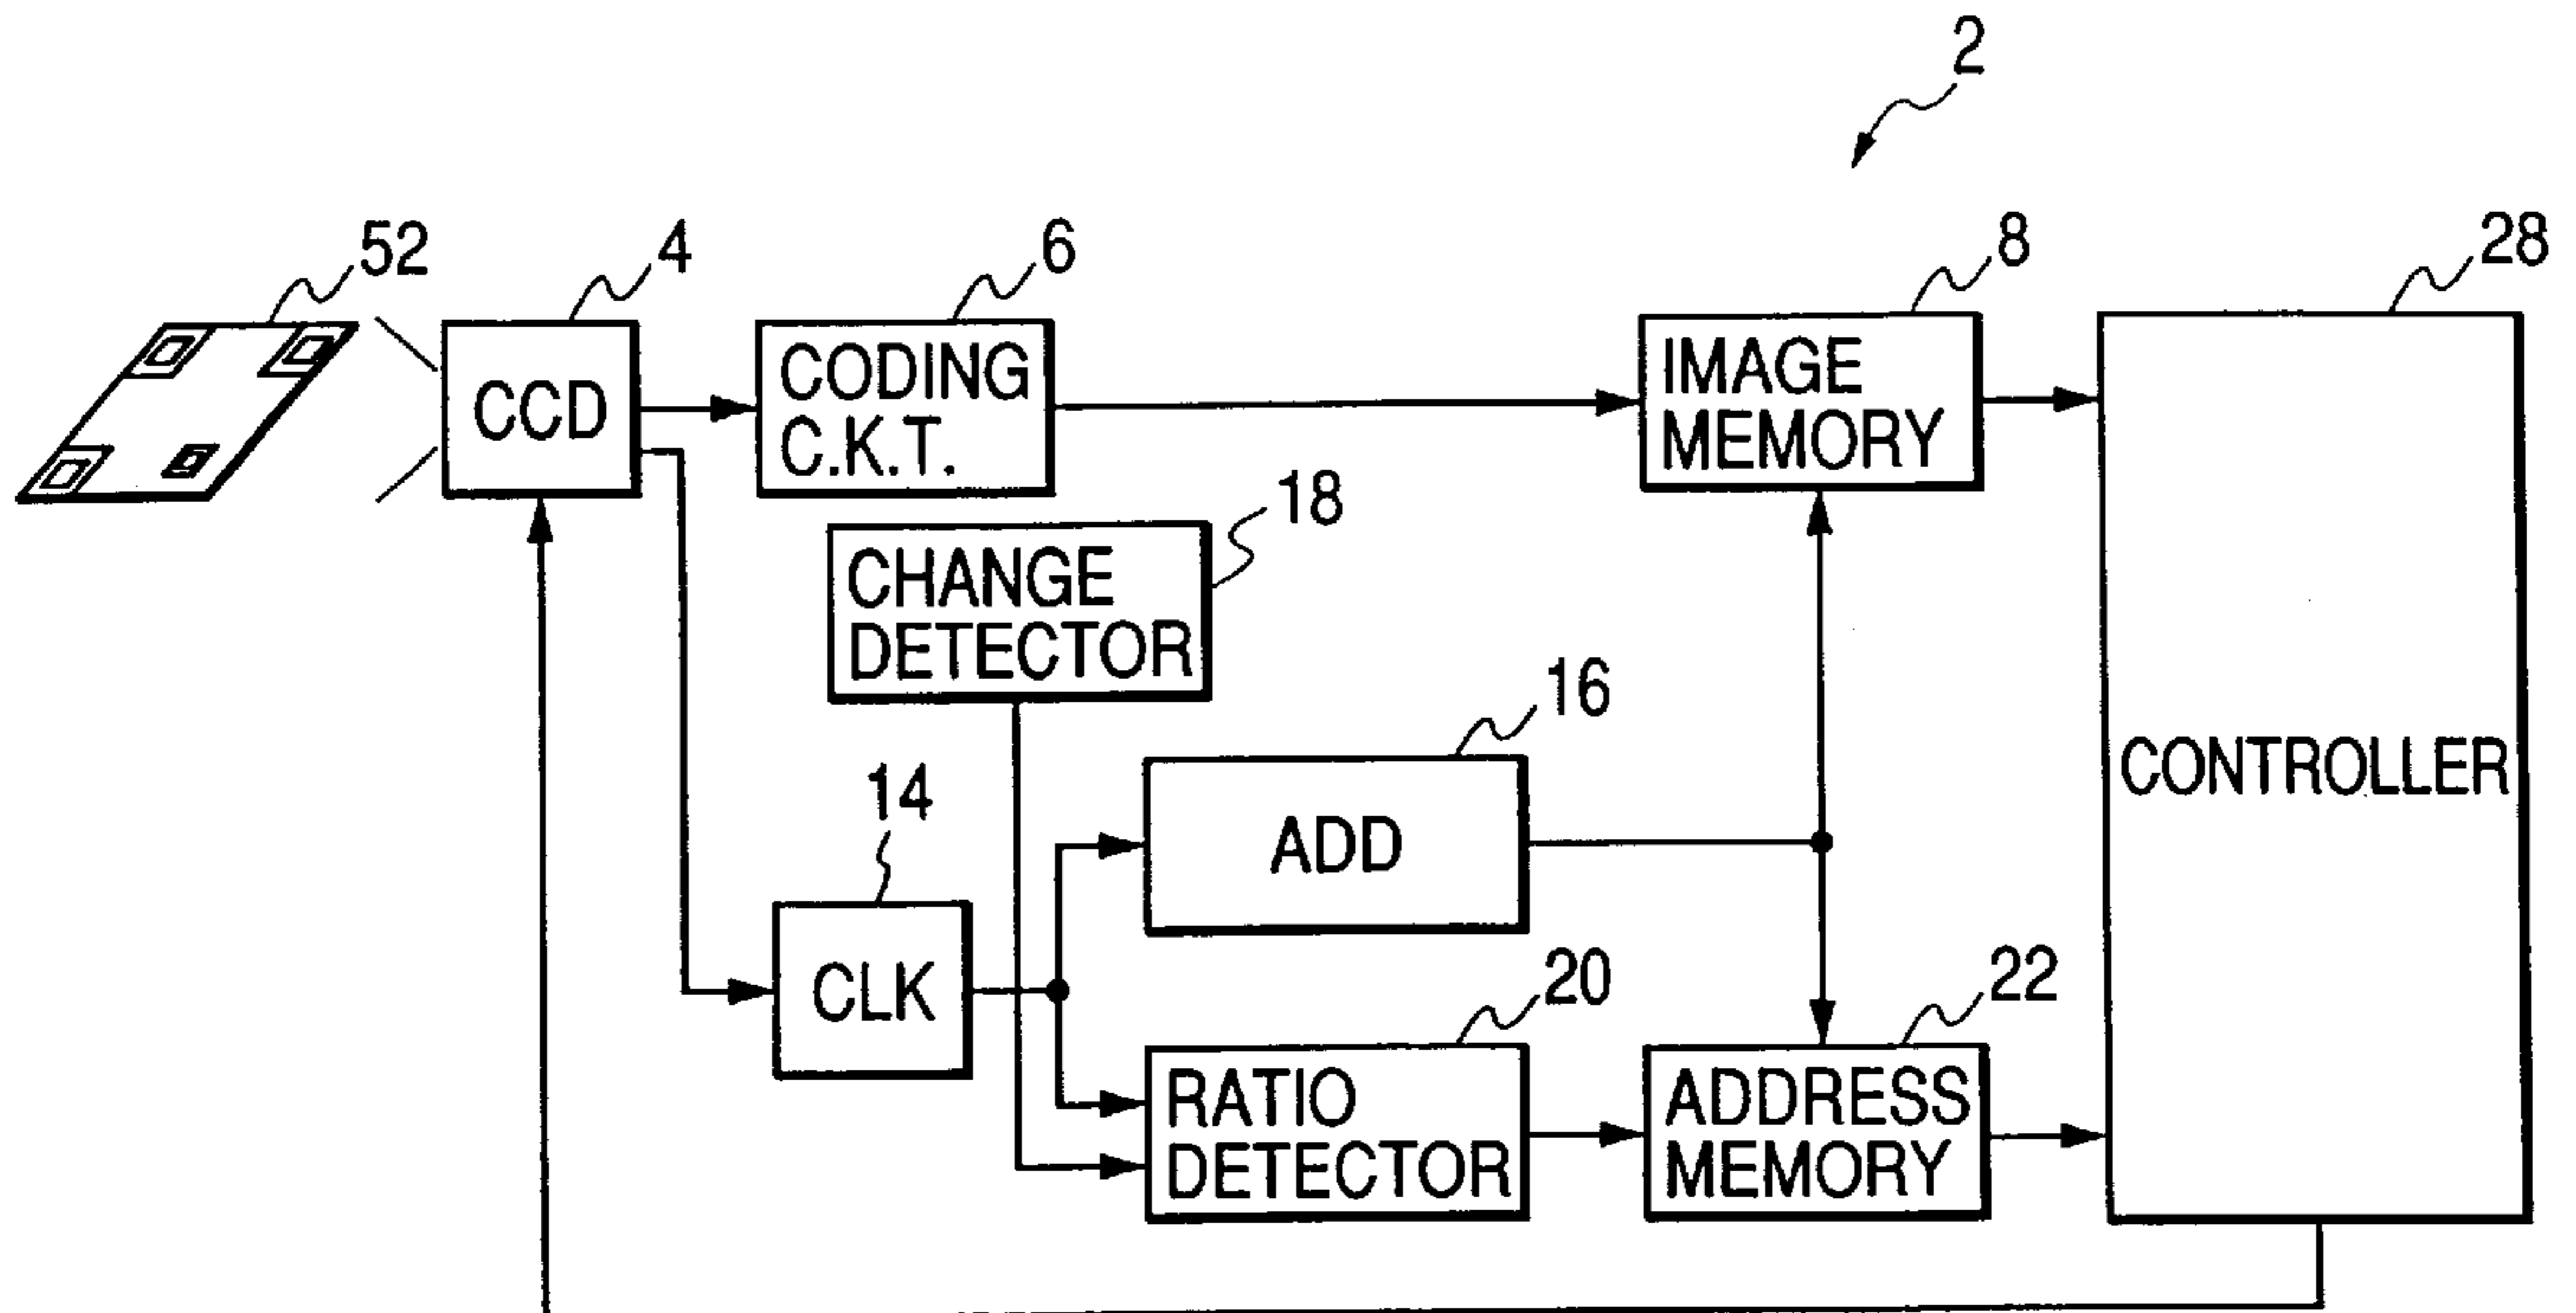 2
52
4
6
8
28
CCD
CODING
C.K.T.
IMAGE
MEMORY
18
CHANGE
DETECTOR
16
14
ADD
CONTROLLER
CLK
20
22
RATIO
DETECTOR
ADDRESS
MEMORY